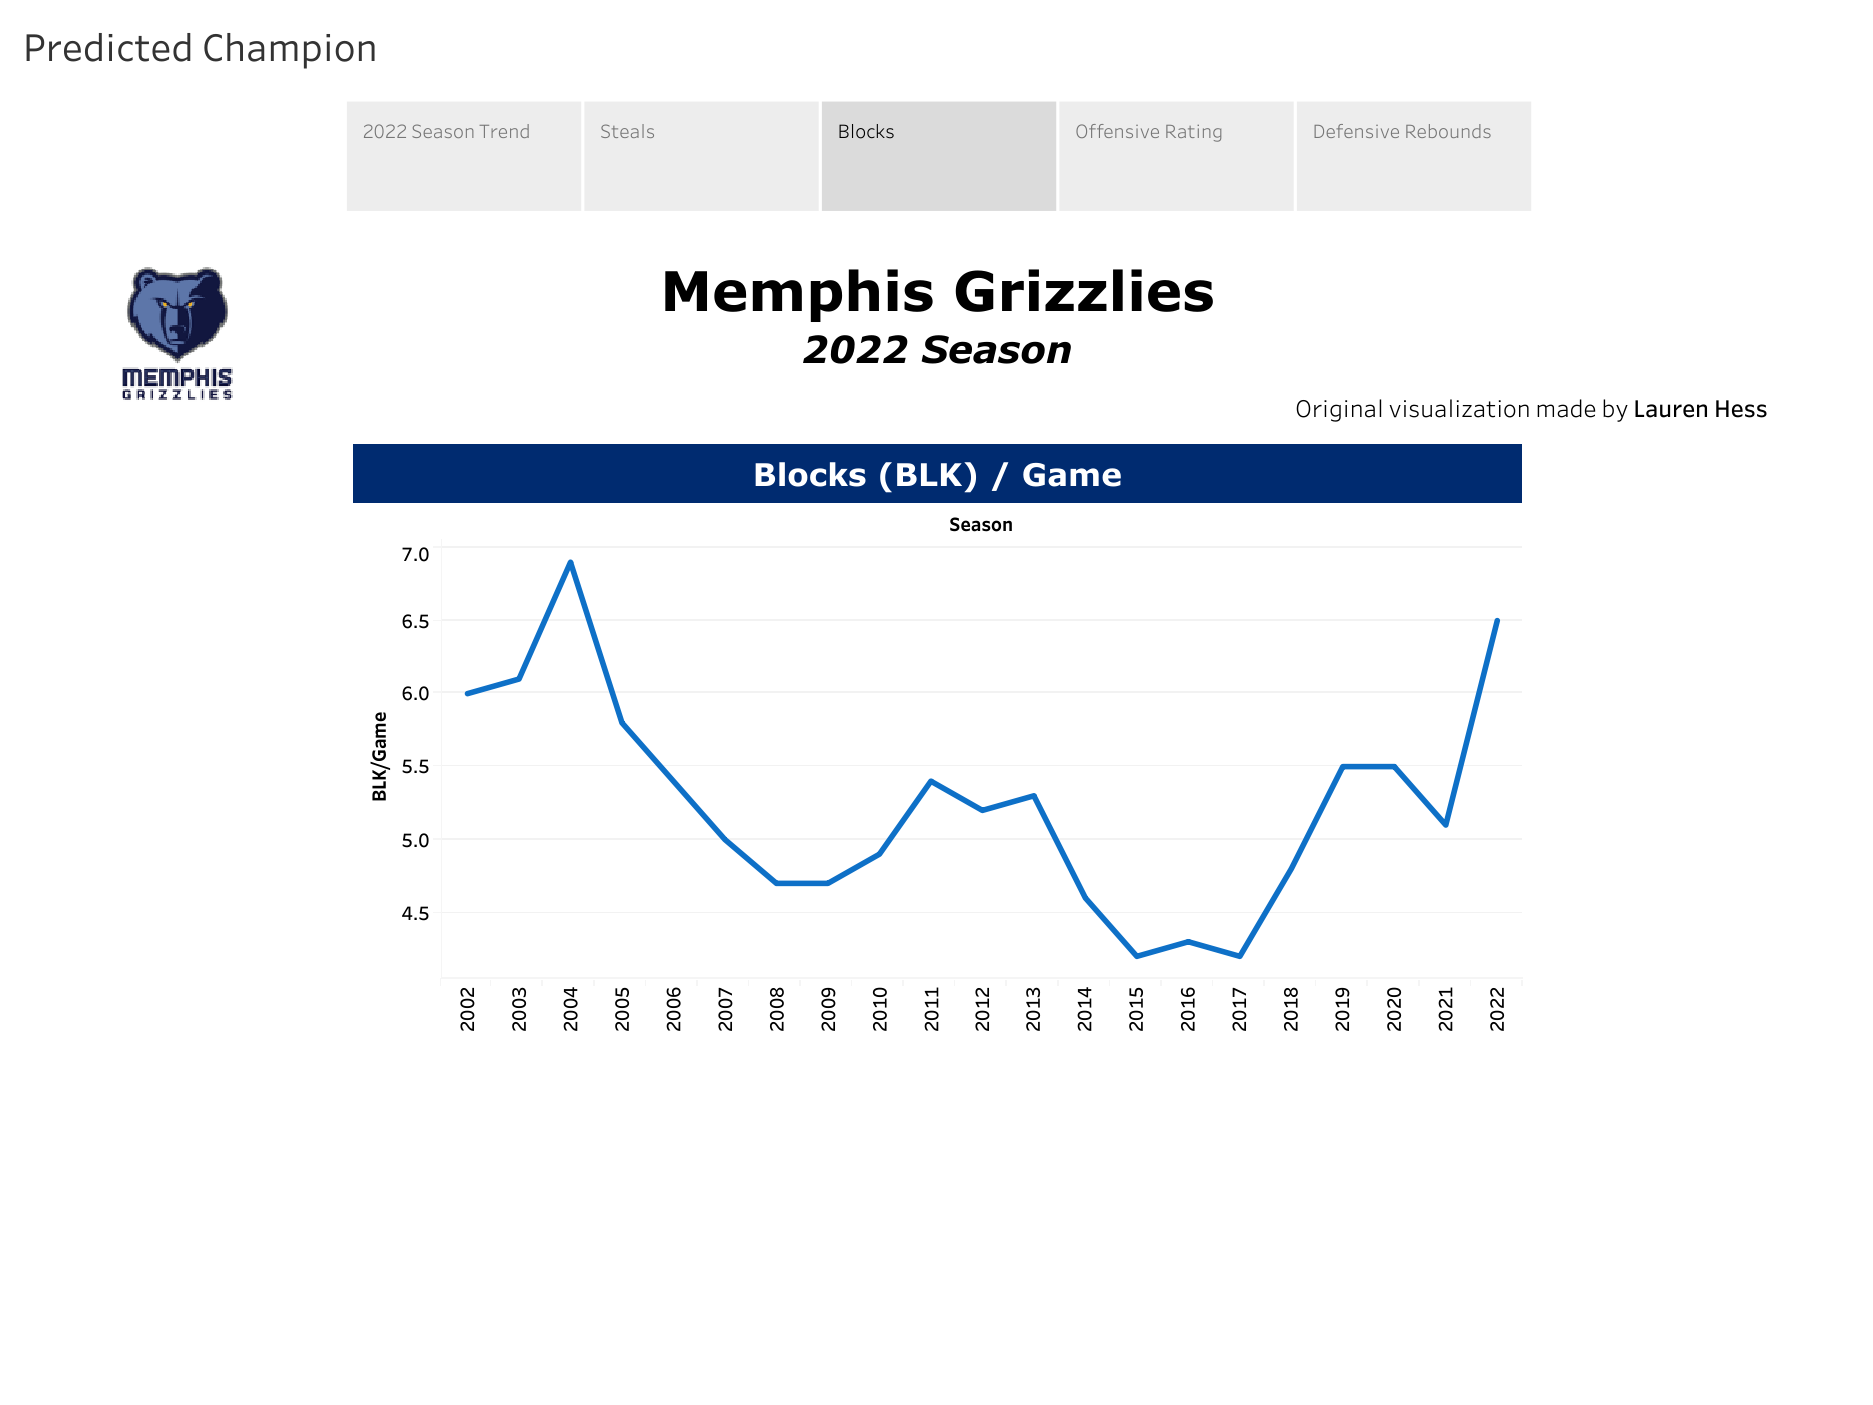 Predicted Champion
2022 Season Trend
Steals
Blocks
Offensive Rating
Defensive Rebounds
MEMPHIS
GRIZZLIES
Memphis Grizzlies
2022 Season
Original visualization made by Lauren Hess
Blocks (BLK) / Game
Season
BLK/Game
7.0
6.5
6.0
5.5
5.0
4.5
2002
2003
2004
2005
2006
2007
2008
2009
2010
2011
2012
2013
2014
2015
2016
2017
2018
2019
2020
2021
2022